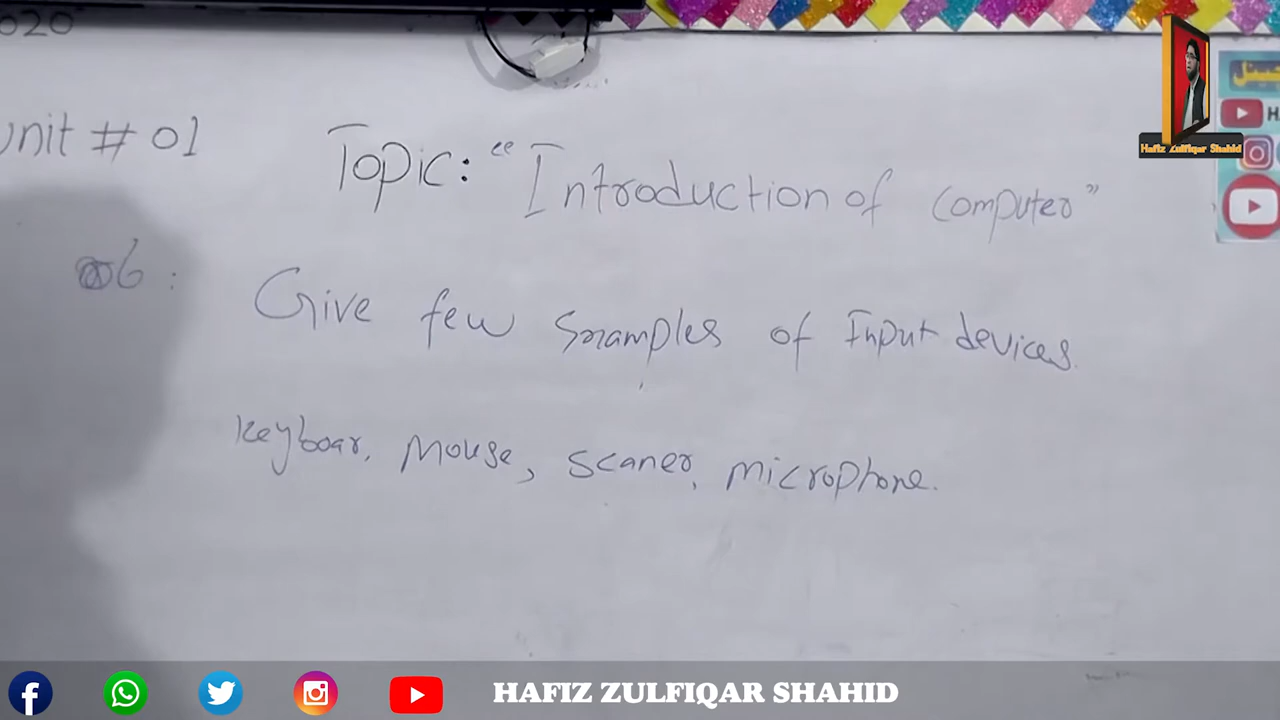 020
unit # 01
Topic: "Introduction of Computer"
06:
Give few Examples of Input devices.
Keyboar, Mouse, Scaner, microphone.
Hafiz Zulfiqar Shahid
HAFIZ ZULFIQAR SHAHID